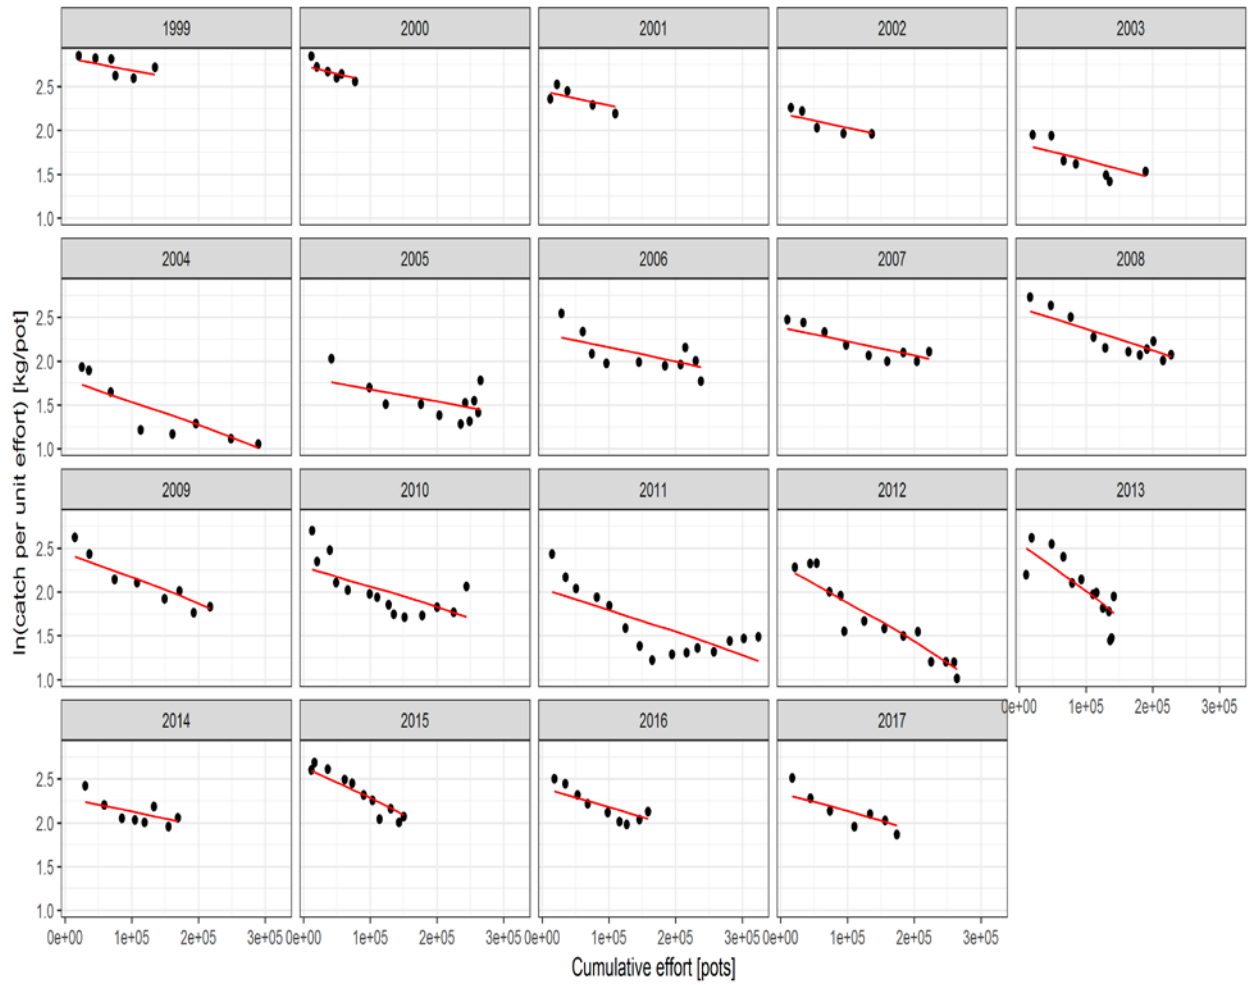 1999 2000 2001 2002 2003
2.5
2.0
1.5
1.0
2004 2005 2006 2007 2008
2.5
2.0
1.5
1.0
ln(catch per unit effort) [kg/pot]
2009 2010 2011 2012 2013
2.5
2.0
1.5
1.0
0e+00 1e+05 2e+05 3e+05
2014 2015 2016 2017
2.5
2.0
1.5
1.0
0e+00 1e+05 2e+05 3e+05 0e+00 1e+05 2e+05 3e+05 0e+00 1e+05 2e+05 3e+05 0e+00 1e+05 2e+05 3e+05
Cumulative effort [pots]